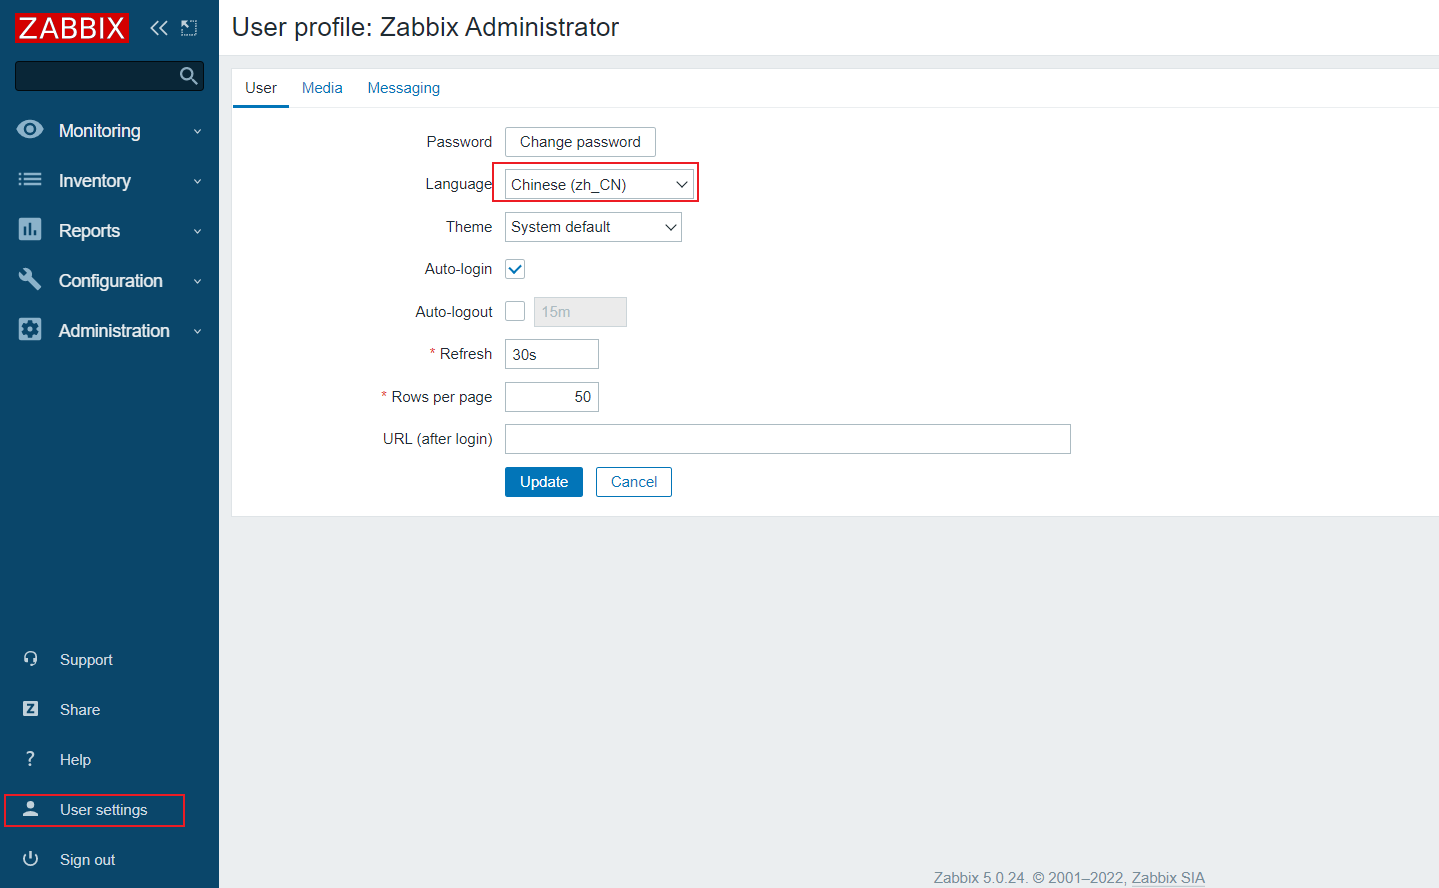 ZABBIX
Monitoring
Inventory
Reports
Configuration
Administration
Support
Z Share
? Help
User settings
Sign out
User profile: Zabbix Administrator
User Media Messaging
Password Change password
Language Chinese (zh_CN)
Theme System default
Auto-login
Auto-logout 15m
* Refresh 30s
* Rows per page 50
URL (after login)
Update Cancel
Zabbix 5.0.24. © 2001–2022, Zabbix SIA